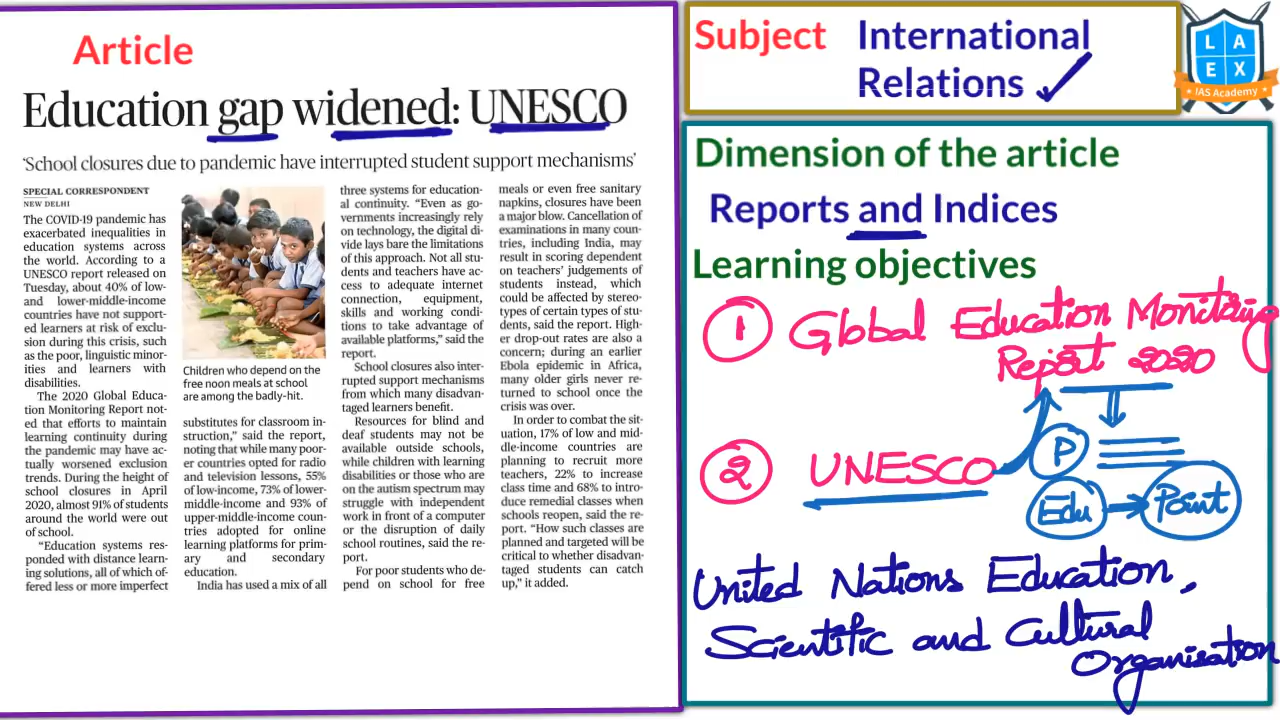 Article
Education gap widened: UNESCO
'School closures due to pandemic have interrupted student support mechanisms'
SPECIAL CORRESPONDENT
NEW DELHI
The COVID-19 pandemic has
exacerbated inequalities in
education systems across
the world. According to a
UNESCO report released on
Tuesday, about 40% of low-
and lower-middle-income
countries have not support-
ed learners at risk of exclu-
sion during this crisis, such
as the poor, linguistic minor-
ities and learners with
disabilities.
The 2020 Global Educa-
tion Monitoring Report not-
ed that efforts to maintain
learning continuity during
the pandemic may have ac-
tually worsened exclusion
trends. During the height of
school closures in April
2020, almost 91% of students
around the world were out
of school.
"Education systems res-
ponded with distance learn-
ing solutions, all of which of-
fered less or more imperfect
Children who depend on the
free noon meals at school
are among the badly-hit.
substitutes for classroom in-
struction," said the report,
noting that while many poor-
er countries opted for radio
and television lessons, 55%
of low-income, 73% of lower-
middle-income and 93% of
upper-middle-income coun-
tries adopted for online
learning platforms for prim-
ary and secondary
education.
India has used a mix of all
three systems for education-
al continuity. "Even as go-
vernments increasingly rely
on technology, the digital di-
vide lays bare the limitations
of this approach. Not all stu-
dents and teachers have ac-
cess to adequate internet
connection, equipment,
skills and working condi-
tions to take advantage of
available platforms," said the
report.
School closures also inter-
rupted support mechanisms
from which many disadvan-
taged learners benefit.
Resources for blind and
deaf students may not be
available outside schools,
while children with learning
disabilities or those who are
on the autism spectrum may
struggle with independent
work in front of a computer
or the disruption of daily
school routines, said the re-
port.
For poor students who de-
pend on school for free
meals or even free sanitary
napkins, closures have been
a major blow. Cancellation of
examinations in many coun-
tries, including India, may
result in scoring dependent
on teachers' judgements of
students instead, which
could be affected by stereo-
types of certain types of stu-
dents, said the report. High-
er drop-out rates are also a
concern; during an earlier
Ebola epidemic in Africa,
many older girls never re-
turned to school once the
crisis was over.
In order to combat the sit-
uation, 17% of low and mid-
dle-income countries are
planning to recruit more
teachers, 22% to increase
class time and 68% to intro-
duce remedial classes when
schools reopen, said the re-
port. "How such classes are
planned and targeted will be
critical to whether disadvan-
taged students can catch
up," it added.
Subject International
Relations
L A
E X
IAS Academy
Dimension of the article
Reports and Indices
Learning objectives
1 Global Education Monitiring
Report 2020
2 UNESCO
P
Edu → Point
United Nations Education,
Scientific and Cultural
Organisation